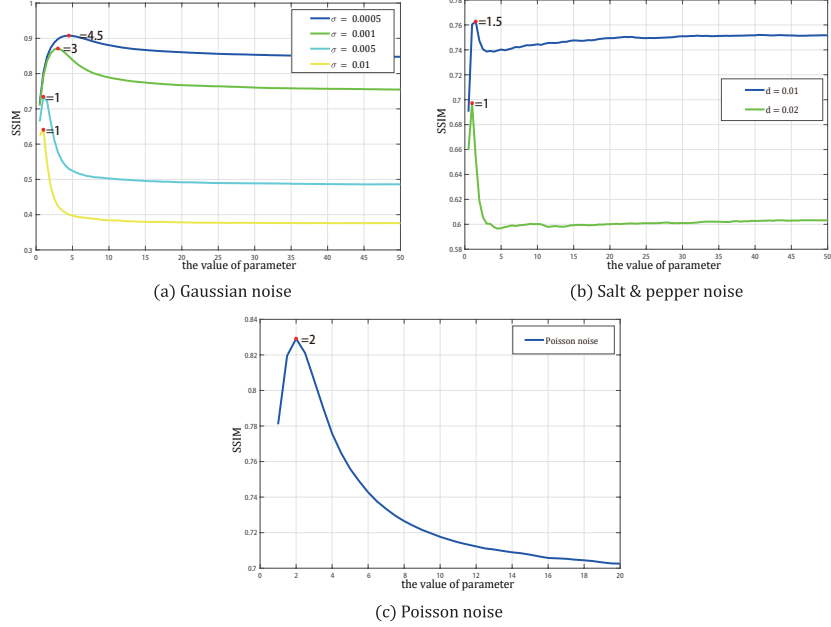 1
0.9
0.8
0.7
0.6
0.5
0.4
0.3
SSIM
=4.5
=3
=1
=1
σ = 0.0005
σ = 0.001
σ = 0.005
σ = 0.01
0 5 10 15 20 25 30 35 40 45 50
the value of parameter
(a) Gaussian noise
0.78
0.76
0.74
0.72
0.7
0.68
0.66
0.64
0.62
0.6
0.58
SSIM
=1.5
=1
d = 0.01
d = 0.02
0 5 10 15 20 25 30 35 40 45 50
the value of parameter
(b) Salt & pepper noise
0.84
0.82
0.8
0.78
0.76
0.74
0.72
0.7
SSIM
=2
Poisson noise
0 2 4 6 8 10 12 14 16 18 20
the value of parameter
(c) Poisson noise